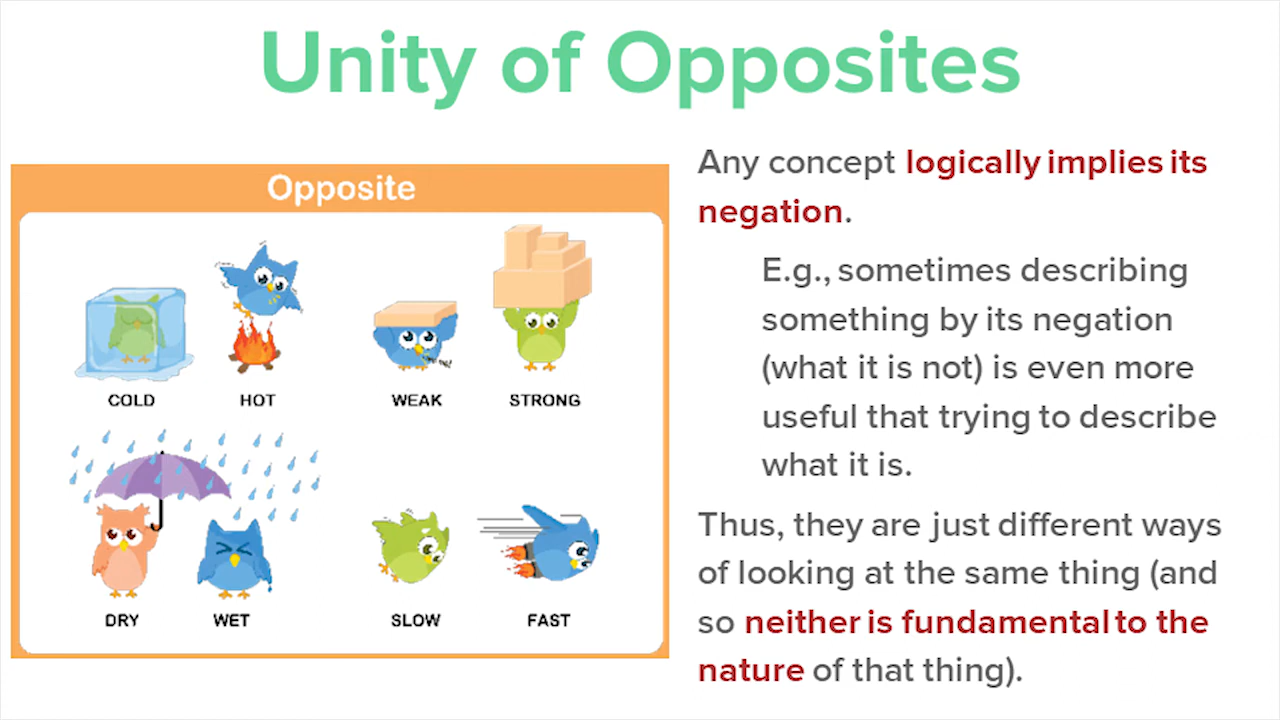 Unity of Opposites
Opposite
COLD
HOT
WEAK
STRONG
DRY
WET
SLOW
FAST
Any concept logically implies its
negation.
E.g., sometimes describing
something by its negation
(what it is not) is even more
useful that trying to describe
what it is.
Thus, they are just different ways
of looking at the same thing (and
so neither is fundamental to the
nature of that thing).